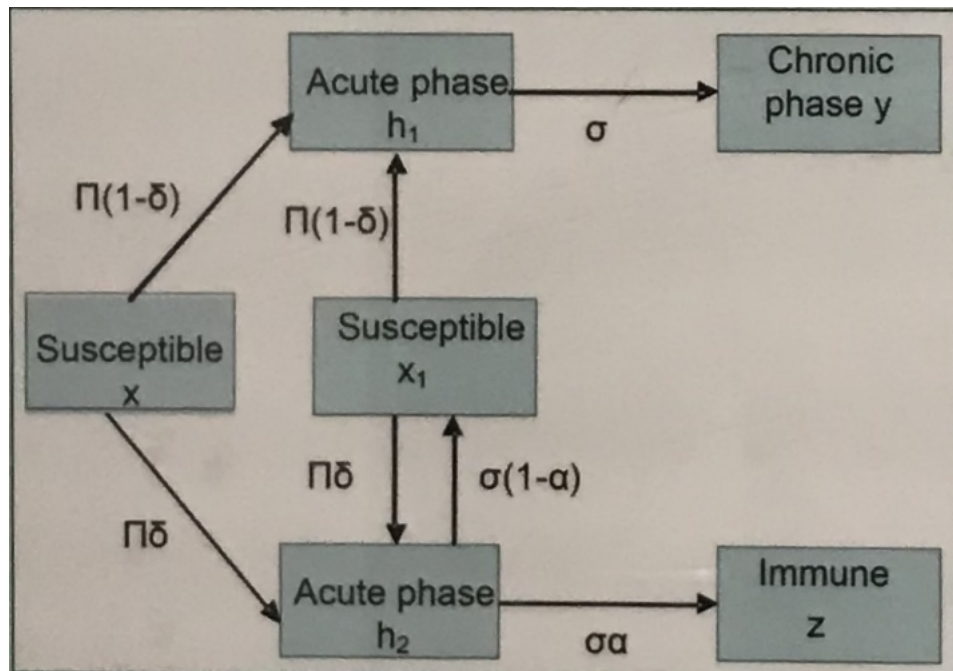 Acute phase
h₁
Chronic
phase y
σ
Π(1-δ)
Π(1-δ)
Susceptible
x
Susceptible
x₁
Πδ
σ(1-α)
Πδ
Acute phase
h₂
Immune
z
σα